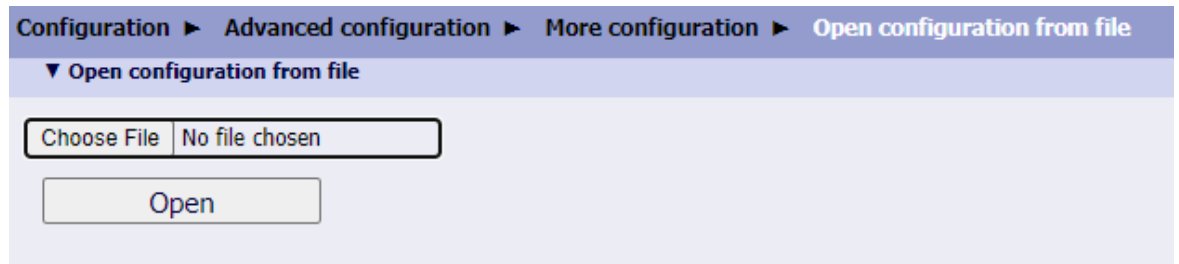 Configuration ► Advanced configuration ► More configuration ► Open configuration from file
▼ Open configuration from file
Choose File No file chosen
Open